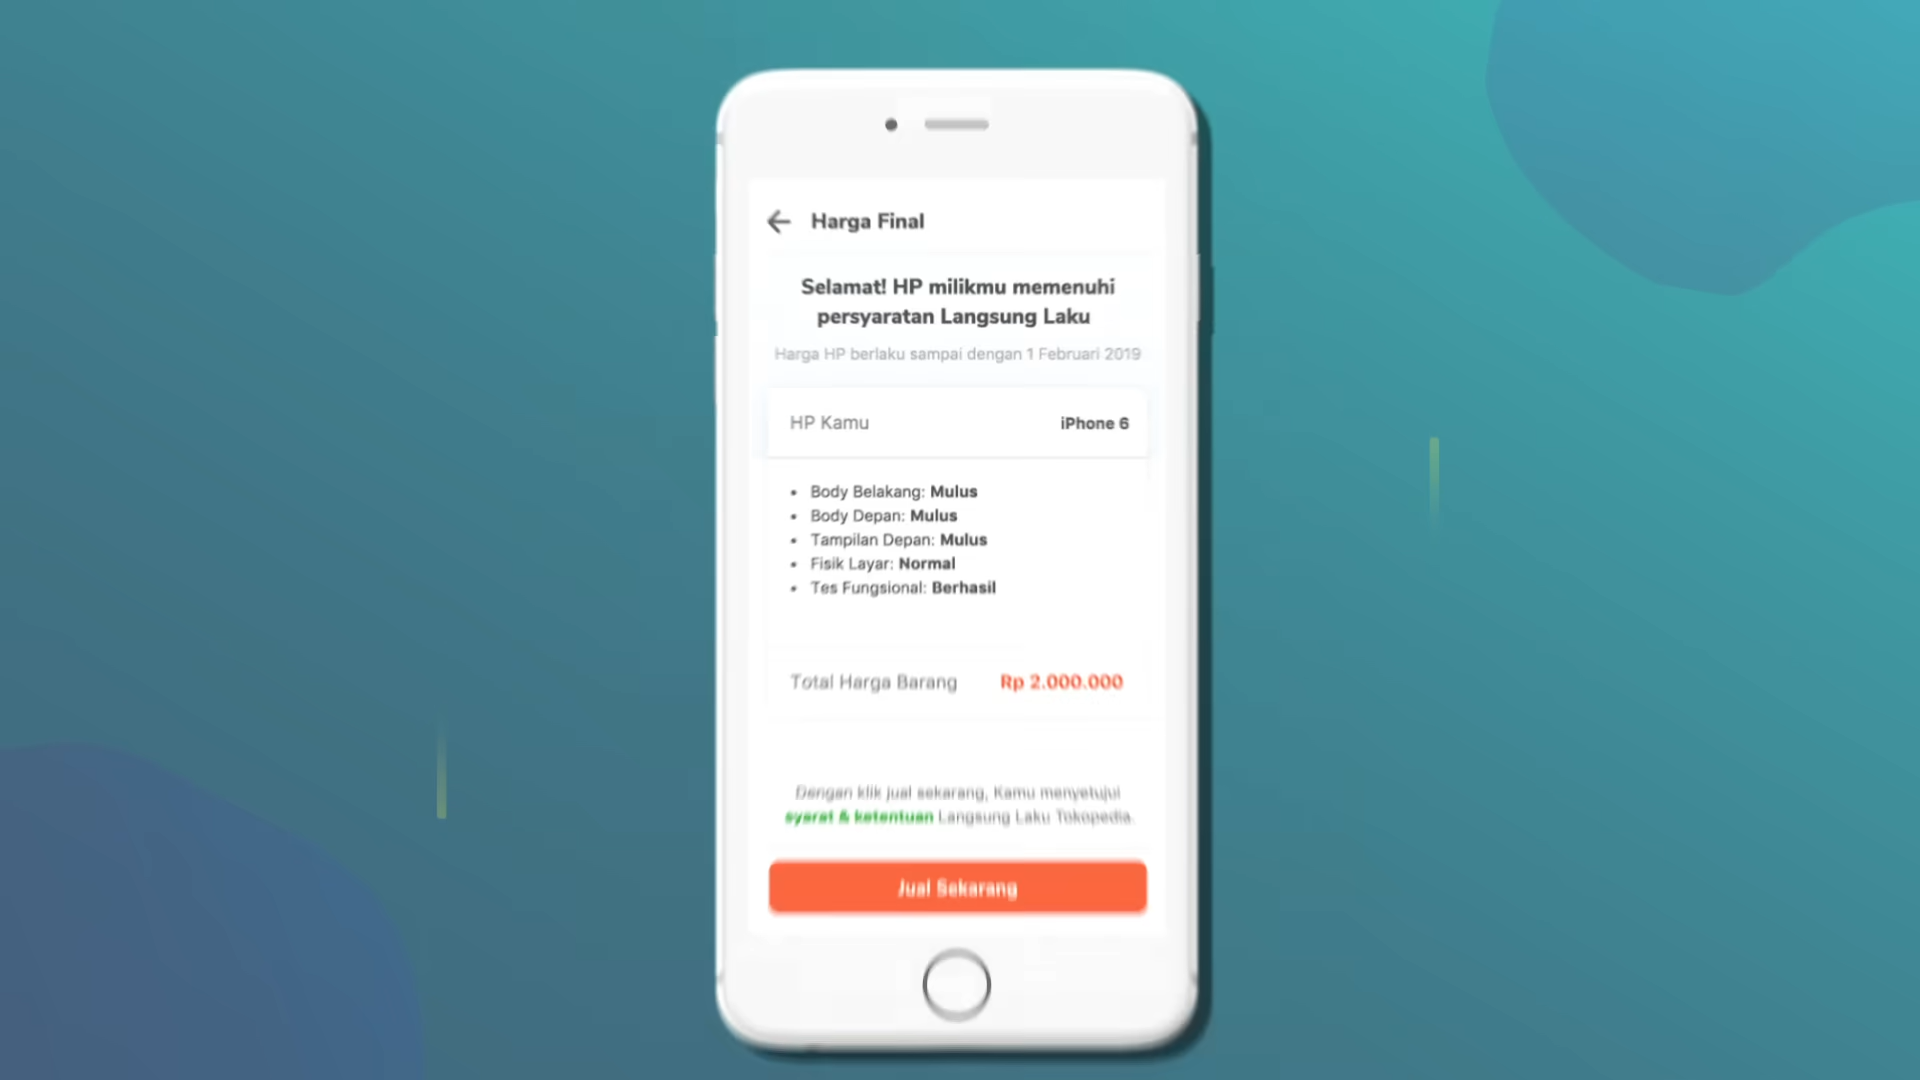 Harga Final
Selamat! HP milikmu memenuhi
persyaratan Langsung Laku
Harga HP berlaku sampai dengan 1 Februari 2019
HP Kamu
iPhone 6
• Body Belakang: Mulus
• Body Depan: Mulus
• Tampilan Depan: Mulus
• Fisik Layar: Normal
• Tes Fungsional: Berhasil
Total Harga Barang
Rp 2.000.000
Dengan klik jual sekarang, Kamu menyetujui
syarat & ketentuan Langsung Laku Tokopedia.
Jual Sekarang